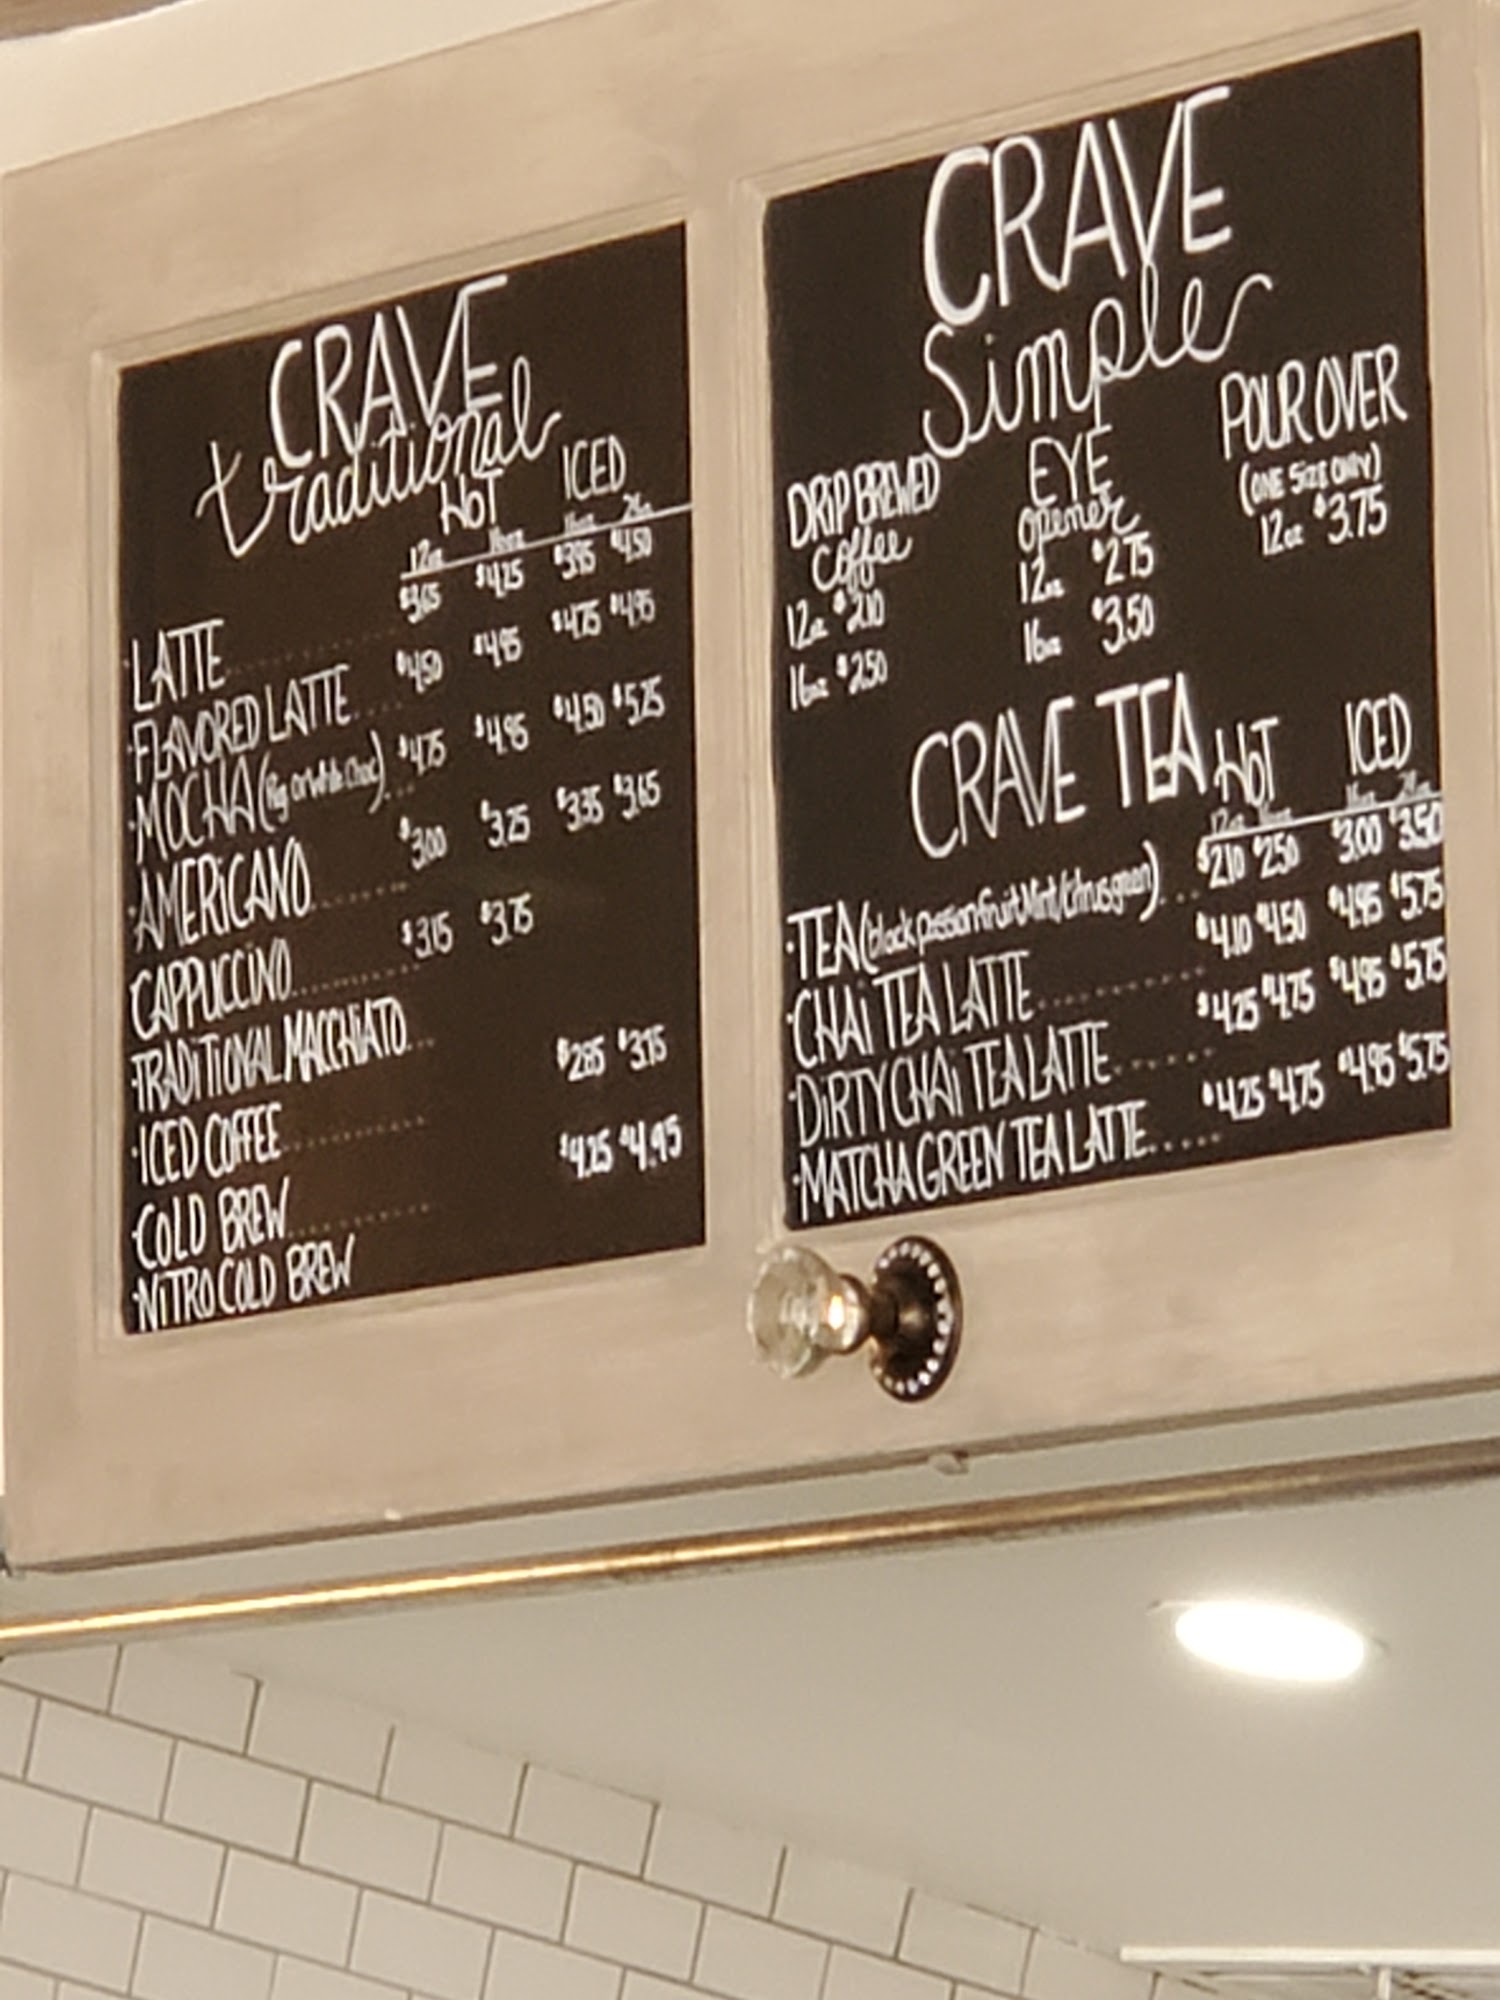 CRAVE
traditional
HOT ICED
12oz 16oz 16oz 24oz
·LATTE........ $3.65 $4.25 $3.95 $4.50
·FLAVORED LATTE.... $4.50 $4.95 $4.75 $4.95
·MOCHA (Reg or White Choc)... $4.75 $4.95 $4.50 $5.25
·AMERICANO....... $3.00 $3.25 $3.35 $3.65
·CAPPUCCINO......... $3.15 $3.75
·TRADITIONAL MACCHIATO...
·ICED COFFEE.......... $2.85 $3.75
·COLD BREW.......... $4.25 $4.95
·NITRO COLD BREW
CRAVE
Simple
DRIP BREWED
Coffee
12oz $2.10
16oz $2.50
EYE
opener
12oz $2.75
16oz $3.50
POUR OVER
(ONE SIZE ONLY)
12oz $3.75
CRAVE TEA HOT ICED
12oz 16oz 16oz 24oz
·TEA (black passionfruit/Mint/citrus green).... $2.10 $2.50 $3.00 $3.50
·CHAI TEA LATTE.......... $4.10 $4.50 $4.95 $5.75
·DIRTY CHAI TEA LATTE...... $4.25 $4.75 $4.95 $5.75
·MATCHA GREEN TEA LATTE..... $4.25 $4.75 $4.95 $5.75